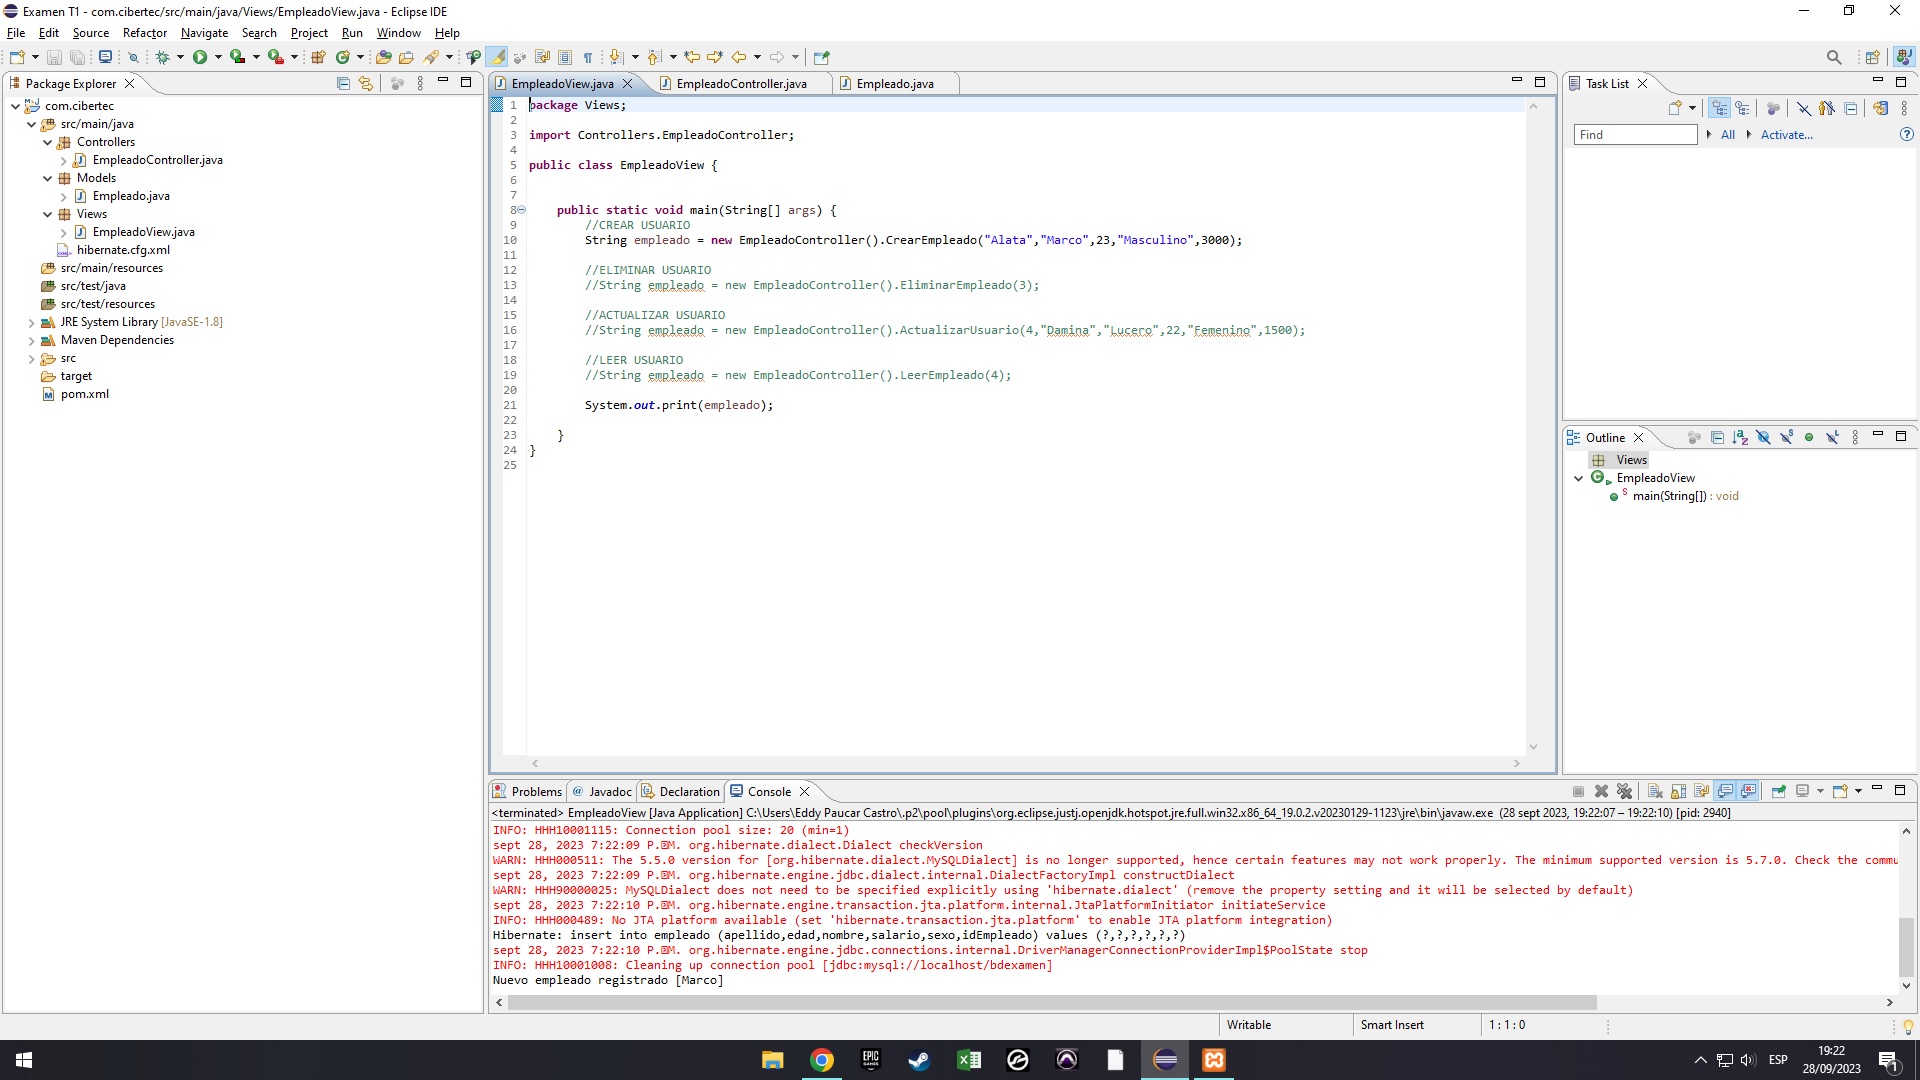 Examen T1 - com.cibertec/src/main/java/Views/EmpleadoView.java - Eclipse IDE
File Edit Source Refactor Navigate Search Project Run Window Help
Package Explorer
com.cibertec
src/main/java
Controllers
EmpleadoController.java
Models
Empleado.java
Views
EmpleadoView.java
hibernate.cfg.xml
src/main/resources
src/test/java
src/test/resources
JRE System Library [JavaSE-1.8]
Maven Dependencies
src
target
pom.xml
EmpleadoView.java EmpleadoController.java Empleado.java
1 package Views;
2
3 import Controllers.EmpleadoController;
4
5 public class EmpleadoView {
6
7
8 public static void main(String[] args) {
9 //CREAR USUARIO
10 String empleado = new EmpleadoController().CrearEmpleado("Alata","Marco",23,"Masculino",3000);
11
12 //ELIMINAR USUARIO
13 //String empleado = new EmpleadoController().EliminarEmpleado(3);
14
15 //ACTUALIZAR USUARIO
16 //String empleado = new EmpleadoController().ActualizarUsuario(4,"Damina","Lucero",22,"Femenino",1500);
17
18 //LEER USUARIO
19 //String empleado = new EmpleadoController().LeerEmpleado(4);
20
21 System.out.print(empleado);
22
23 }
24 }
25
Task List
Find All Activate...
Outline
Views
EmpleadoView
main(String[]) : void
Problems Javadoc Declaration Console
<terminated> EmpleadoView [Java Application] C:\Users\Eddy Paucar Castro\.p2\pool\plugins\org.eclipse.justj.openjdk.hotspot.jre.full.win32.x86_64_19.0.2.v20230129-1123\jre\bin\javaw.exe (28 sept 2023, 19:22:07 – 19:22:10) [pid: 2940]
INFO: HHH10001115: Connection pool size: 20 (min=1)
sept 28, 2023 7:22:09 P. M. org.hibernate.dialect.Dialect checkVersion
WARN: HHH000511: The 5.5.0 version for [org.hibernate.dialect.MySQLDialect] is no longer supported, hence certain features may not work properly. The minimum supported version is 5.7.0. Check the commu
sept 28, 2023 7:22:09 P. M. org.hibernate.engine.jdbc.dialect.internal.DialectFactoryImpl constructDialect
WARN: HHH90000025: MySQLDialect does not need to be specified explicitly using 'hibernate.dialect' (remove the property setting and it will be selected by default)
sept 28, 2023 7:22:10 P. M. org.hibernate.engine.transaction.jta.platform.internal.JtaPlatformInitiator initiateService
INFO: HHH000489: No JTA platform available (set 'hibernate.transaction.jta.platform' to enable JTA platform integration)
Hibernate: insert into empleado (apellido,edad,nombre,salario,sexo,idEmpleado) values (?,?,?,?,?,?)
sept 28, 2023 7:22:10 P. M. org.hibernate.engine.jdbc.connections.internal.DriverManagerConnectionProviderImpl$PoolState stop
INFO: HHH10001008: Cleaning up connection pool [jdbc:mysql://localhost/bdexamen]
Nuevo empleado registrado [Marco]
Writable Smart Insert 1 : 1 : 0
EPIC GAMES
ESP
19:22
28/09/2023
1